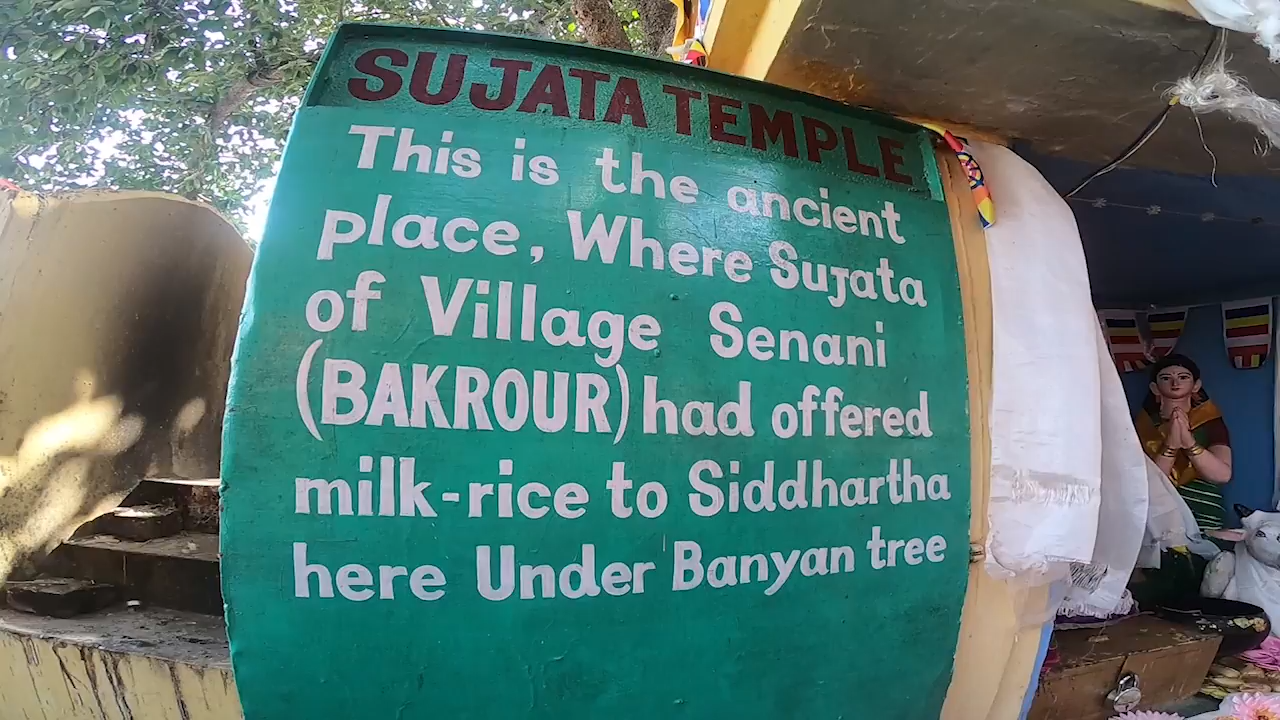 SUJATA TEMPLE
This is the ancient
place, Where Sujata
of Village Senani
(BAKROUR) had offered
milk-rice to Siddhartha
here Under Banyan tree